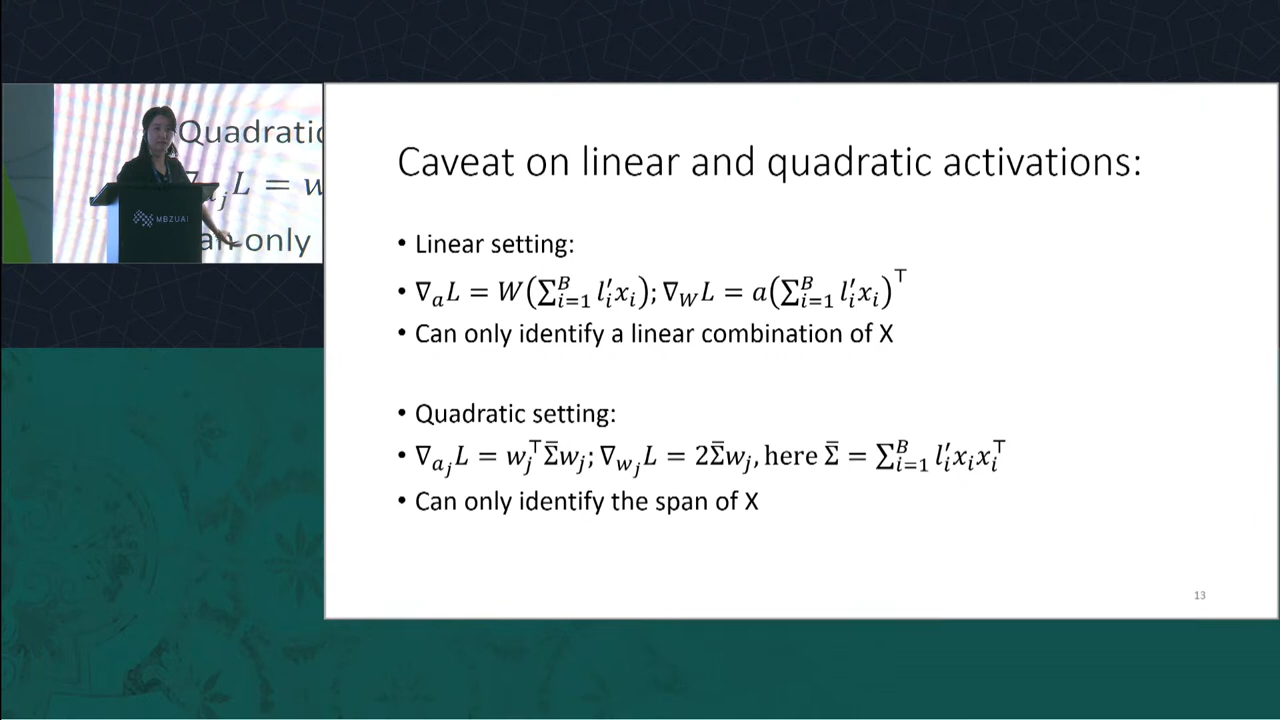 Quadratic
L = w
an only
MBZUAI
Caveat on linear and quadratic activations:
• Linear setting:
• ∇ₐL = W(∑ᵢ₌₁ᴮ lᵢ′xᵢ); ∇_W L = a(∑ᵢ₌₁ᴮ lᵢ′xᵢ)ᵀ
• Can only identify a linear combination of X
• Quadratic setting:
• ∇_{a_j}L = w_jᵀΣ̄w_j; ∇_{w_j}L = 2Σ̄w_j, here Σ̄ = ∑ᵢ₌₁ᴮ lᵢ′xᵢxᵢᵀ
• Can only identify the span of X
13